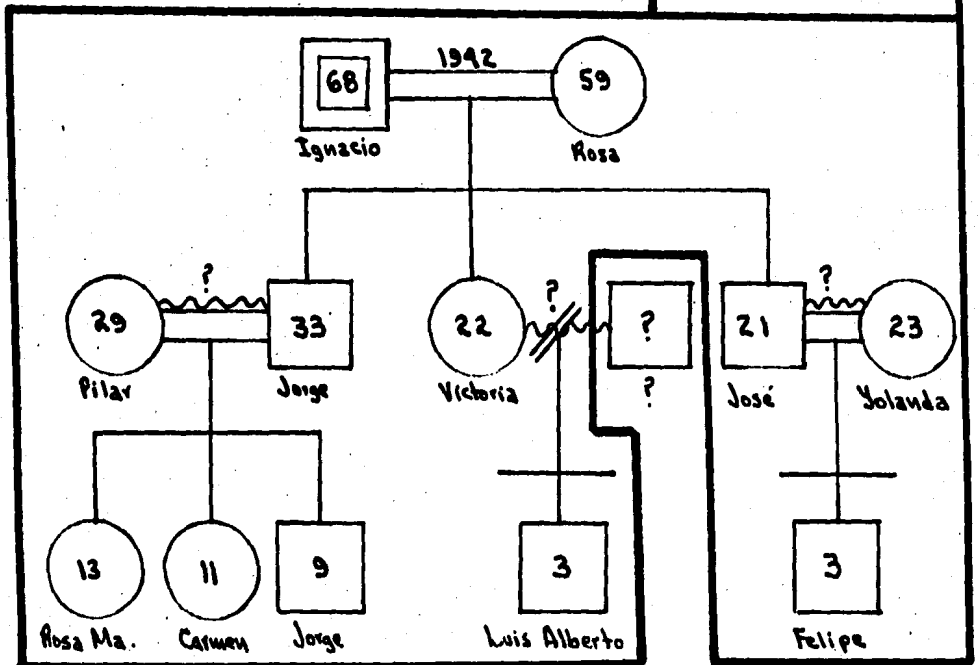 1942
68
59
Ignacio
Rosa
?
?
?
29
33
22
?
21
23
Pilar
Jorge
Victoria
?
José
Yolanda
13
11
9
3
3
Rosa Ma.
Carmen
Jorge
Luis Alberto
Felipe